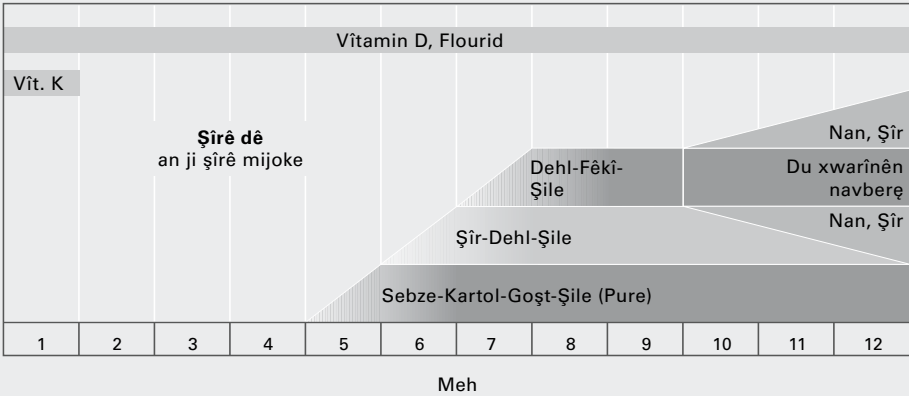 Vîtamin D, Flourid
Vît. K
Şîrê dê
an ji şîrê mijoke
Nan, Şîr
Dehl-Fêkî-
Şile
Du xwarînên
navberę
Nan, Şîr
Şîr-Dehl-Şile
Sebze-Kartol-Goşt-Şile (Pure)
1 2 3 4 5 6 7 8 9 10 11 12
Meh